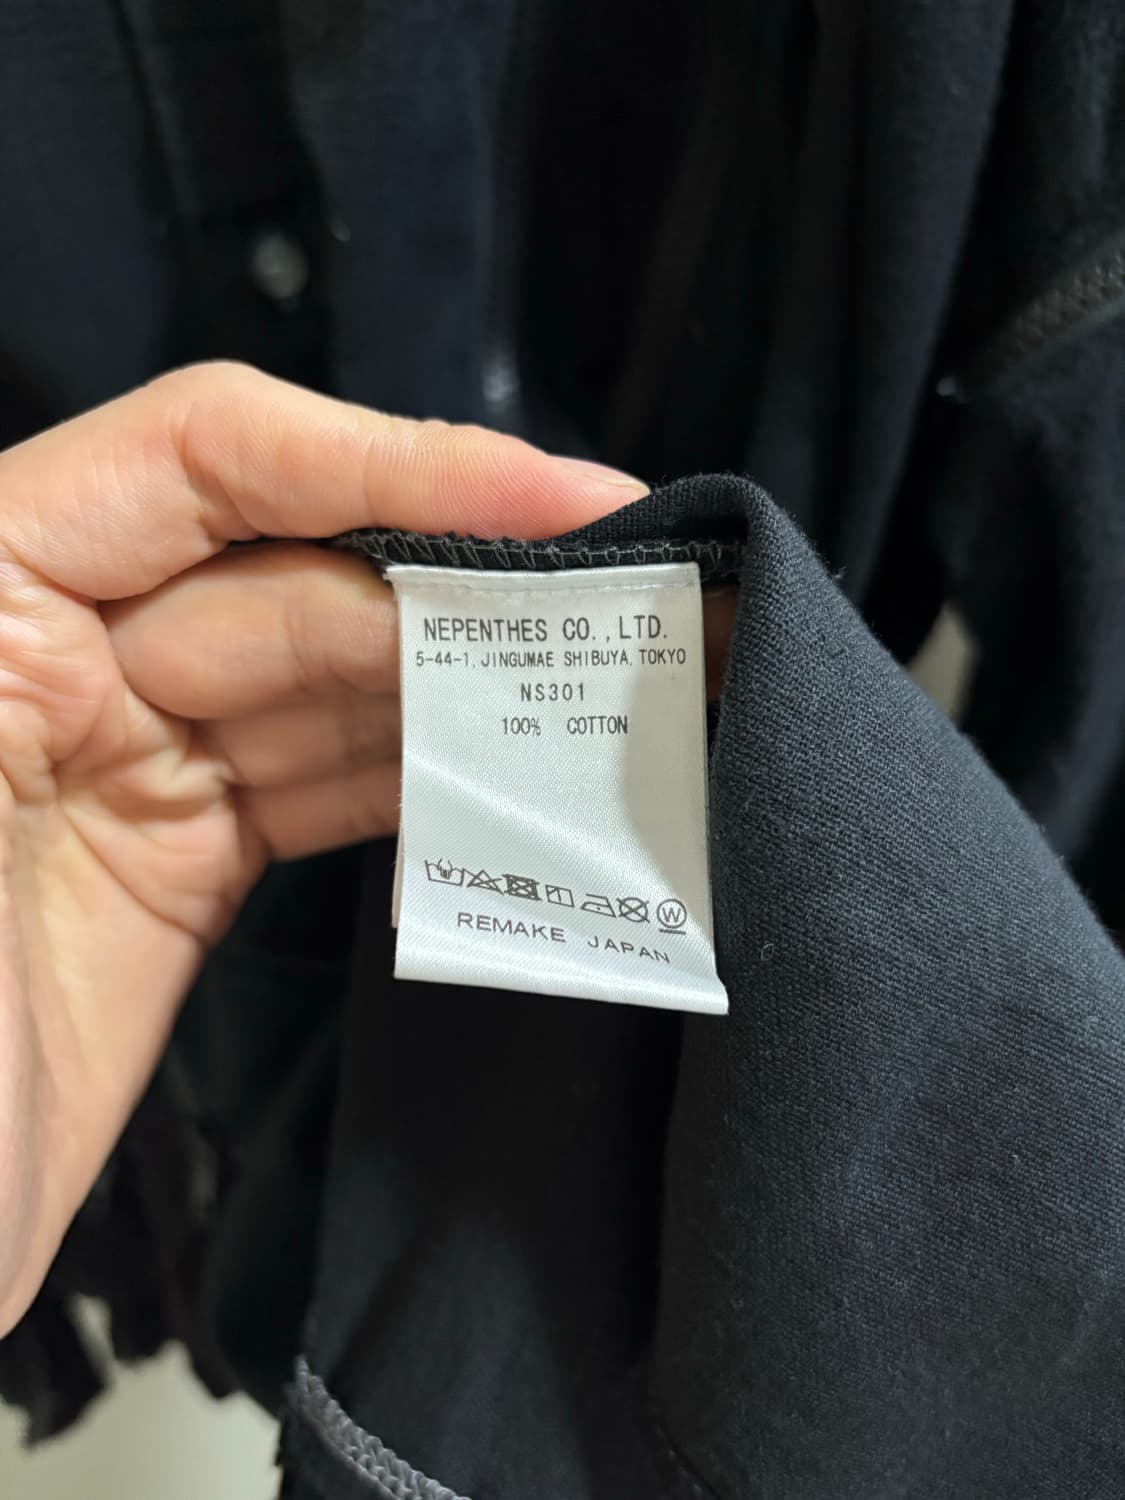 NEPENTHES CO.,LTD.
5-44-1, JINGUMAE SHIBUYA, TOKYO
NS301
100% COTTON
W
REMAKE JAPAN